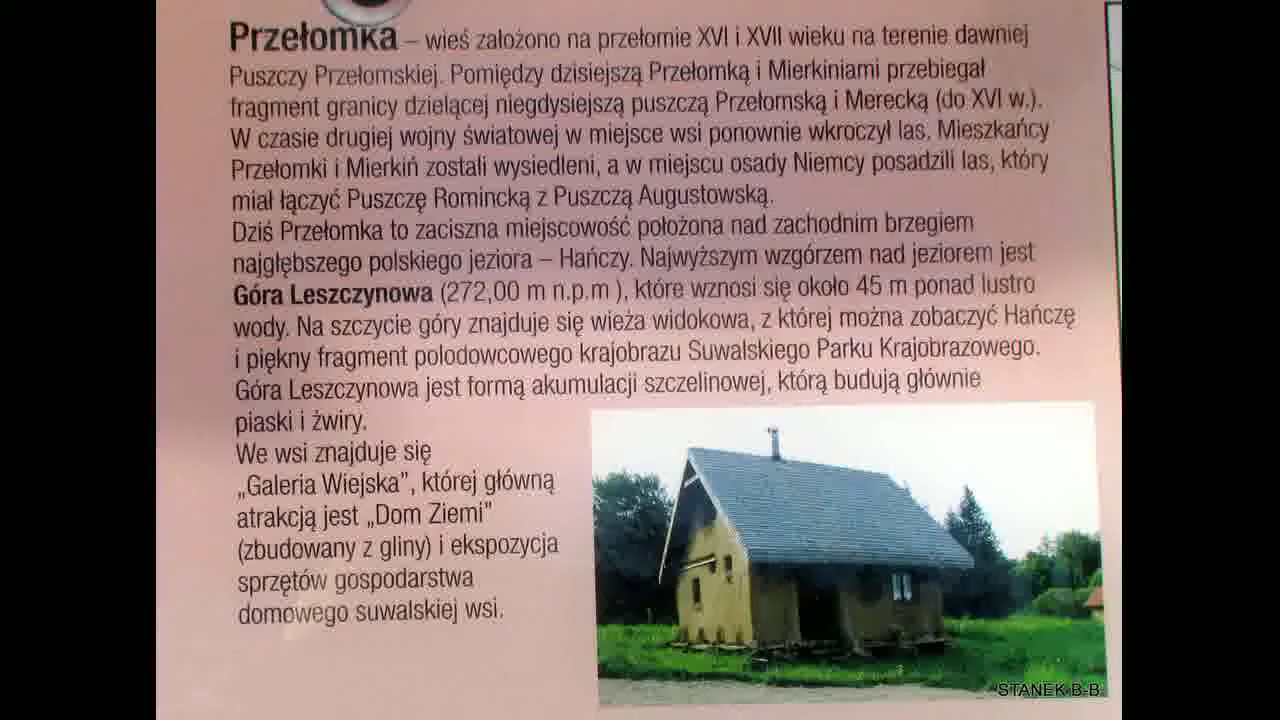 Przełomka – wieś założono na przełomie XVI i XVII wieku na terenie dawniej
Puszczy Przełomskiej. Pomiędzy dzisiejszą Przełomką i Mierkiniami przebiegał
fragment granicy dzielącej niegdysiejszą puszczą Przełomską i Merecką (do XVI w.).
W czasie drugiej wojny światowej w miejsce wsi ponownie wkroczył las. Mieszkańcy
Przełomki i Mierkiń zostali wysiedleni, a w miejscu osady Niemcy posadzili las, który
miał łączyć Puszczę Romincką z Puszczą Augustowską.
Dziś Przełomka to zaciszna miejscowość położona nad zachodnim brzegiem
najgłębszego polskiego jeziora – Hańczy. Najwyższym wzgórzem nad jeziorem jest
Góra Leszczynowa (272,00 m n.p.m ), które wznosi się około 45 m ponad lustro
wody. Na szczycie góry znajduje się wieża widokowa, z której można zobaczyć Hańczę
i piękny fragment polodowcowego krajobrazu Suwalskiego Parku Krajobrazowego.
Góra Leszczynowa jest formą akumulacji szczelinowej, którą budują głównie
piaski i żwiry.
We wsi znajduje się
„Galeria Wiejska”, której główną
atrakcją jest „Dom Ziemi”
(zbudowany z gliny) i ekspozycja
sprzętów gospodarstwa
domowego suwalskiej wsi.
STANEK B-B